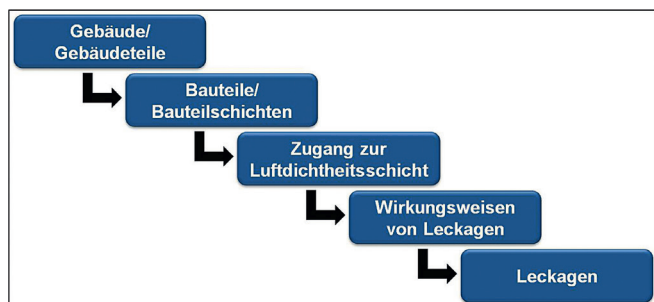 Gebäude/
Gebäudeteile
Bauteile/
Bauteilschichten
Zugang zur
Luftdichtheitsschicht
Wirkungsweisen
von Leckagen
Leckagen